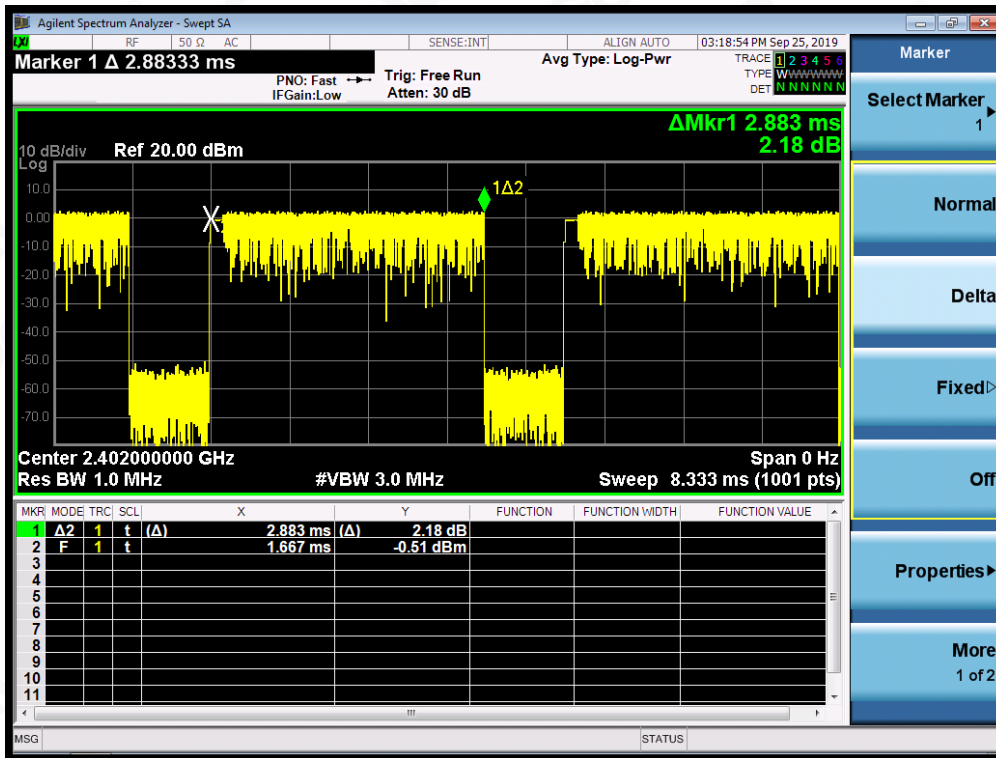 Agilent Spectrum Analyzer - Swept SA
LXI RF 50 Ω AC SENSE:INT ALIGN AUTO 03:18:54 PM Sep 25, 2019
Marker 1 Δ 2.88333 ms
Avg Type: Log-Pwr
TRACE 1 2 3 4 5 6
TYPE WWWWWWW
DET N N N N N N
PNO: Fast
IFGain:Low
Trig: Free Run
Atten: 30 dB
ΔMkr1 2.883 ms
2.18 dB
10 dB/div Ref 20.00 dBm
Log
10.0
0.00
-10.0
-20.0
-30.0
-40.0
-50.0
-60.0
-70.0
X
1Δ2
Center 2.402000000 GHz Span 0 Hz
Res BW 1.0 MHz #VBW 3.0 MHz Sweep 8.333 ms (1001 pts)
MKR MODE TRC SCL X Y FUNCTION FUNCTION WIDTH FUNCTION VALUE
1 Δ2 1 t (Δ) 2.883 ms (Δ) 2.18 dB
2 F 1 t 1.667 ms -0.51 dBm
3
4
5
6
7
8
9
10
11
MSG STATUS
Marker
Select Marker
1
Normal
Delta
Fixed
Off
Properties
More
1 of 2